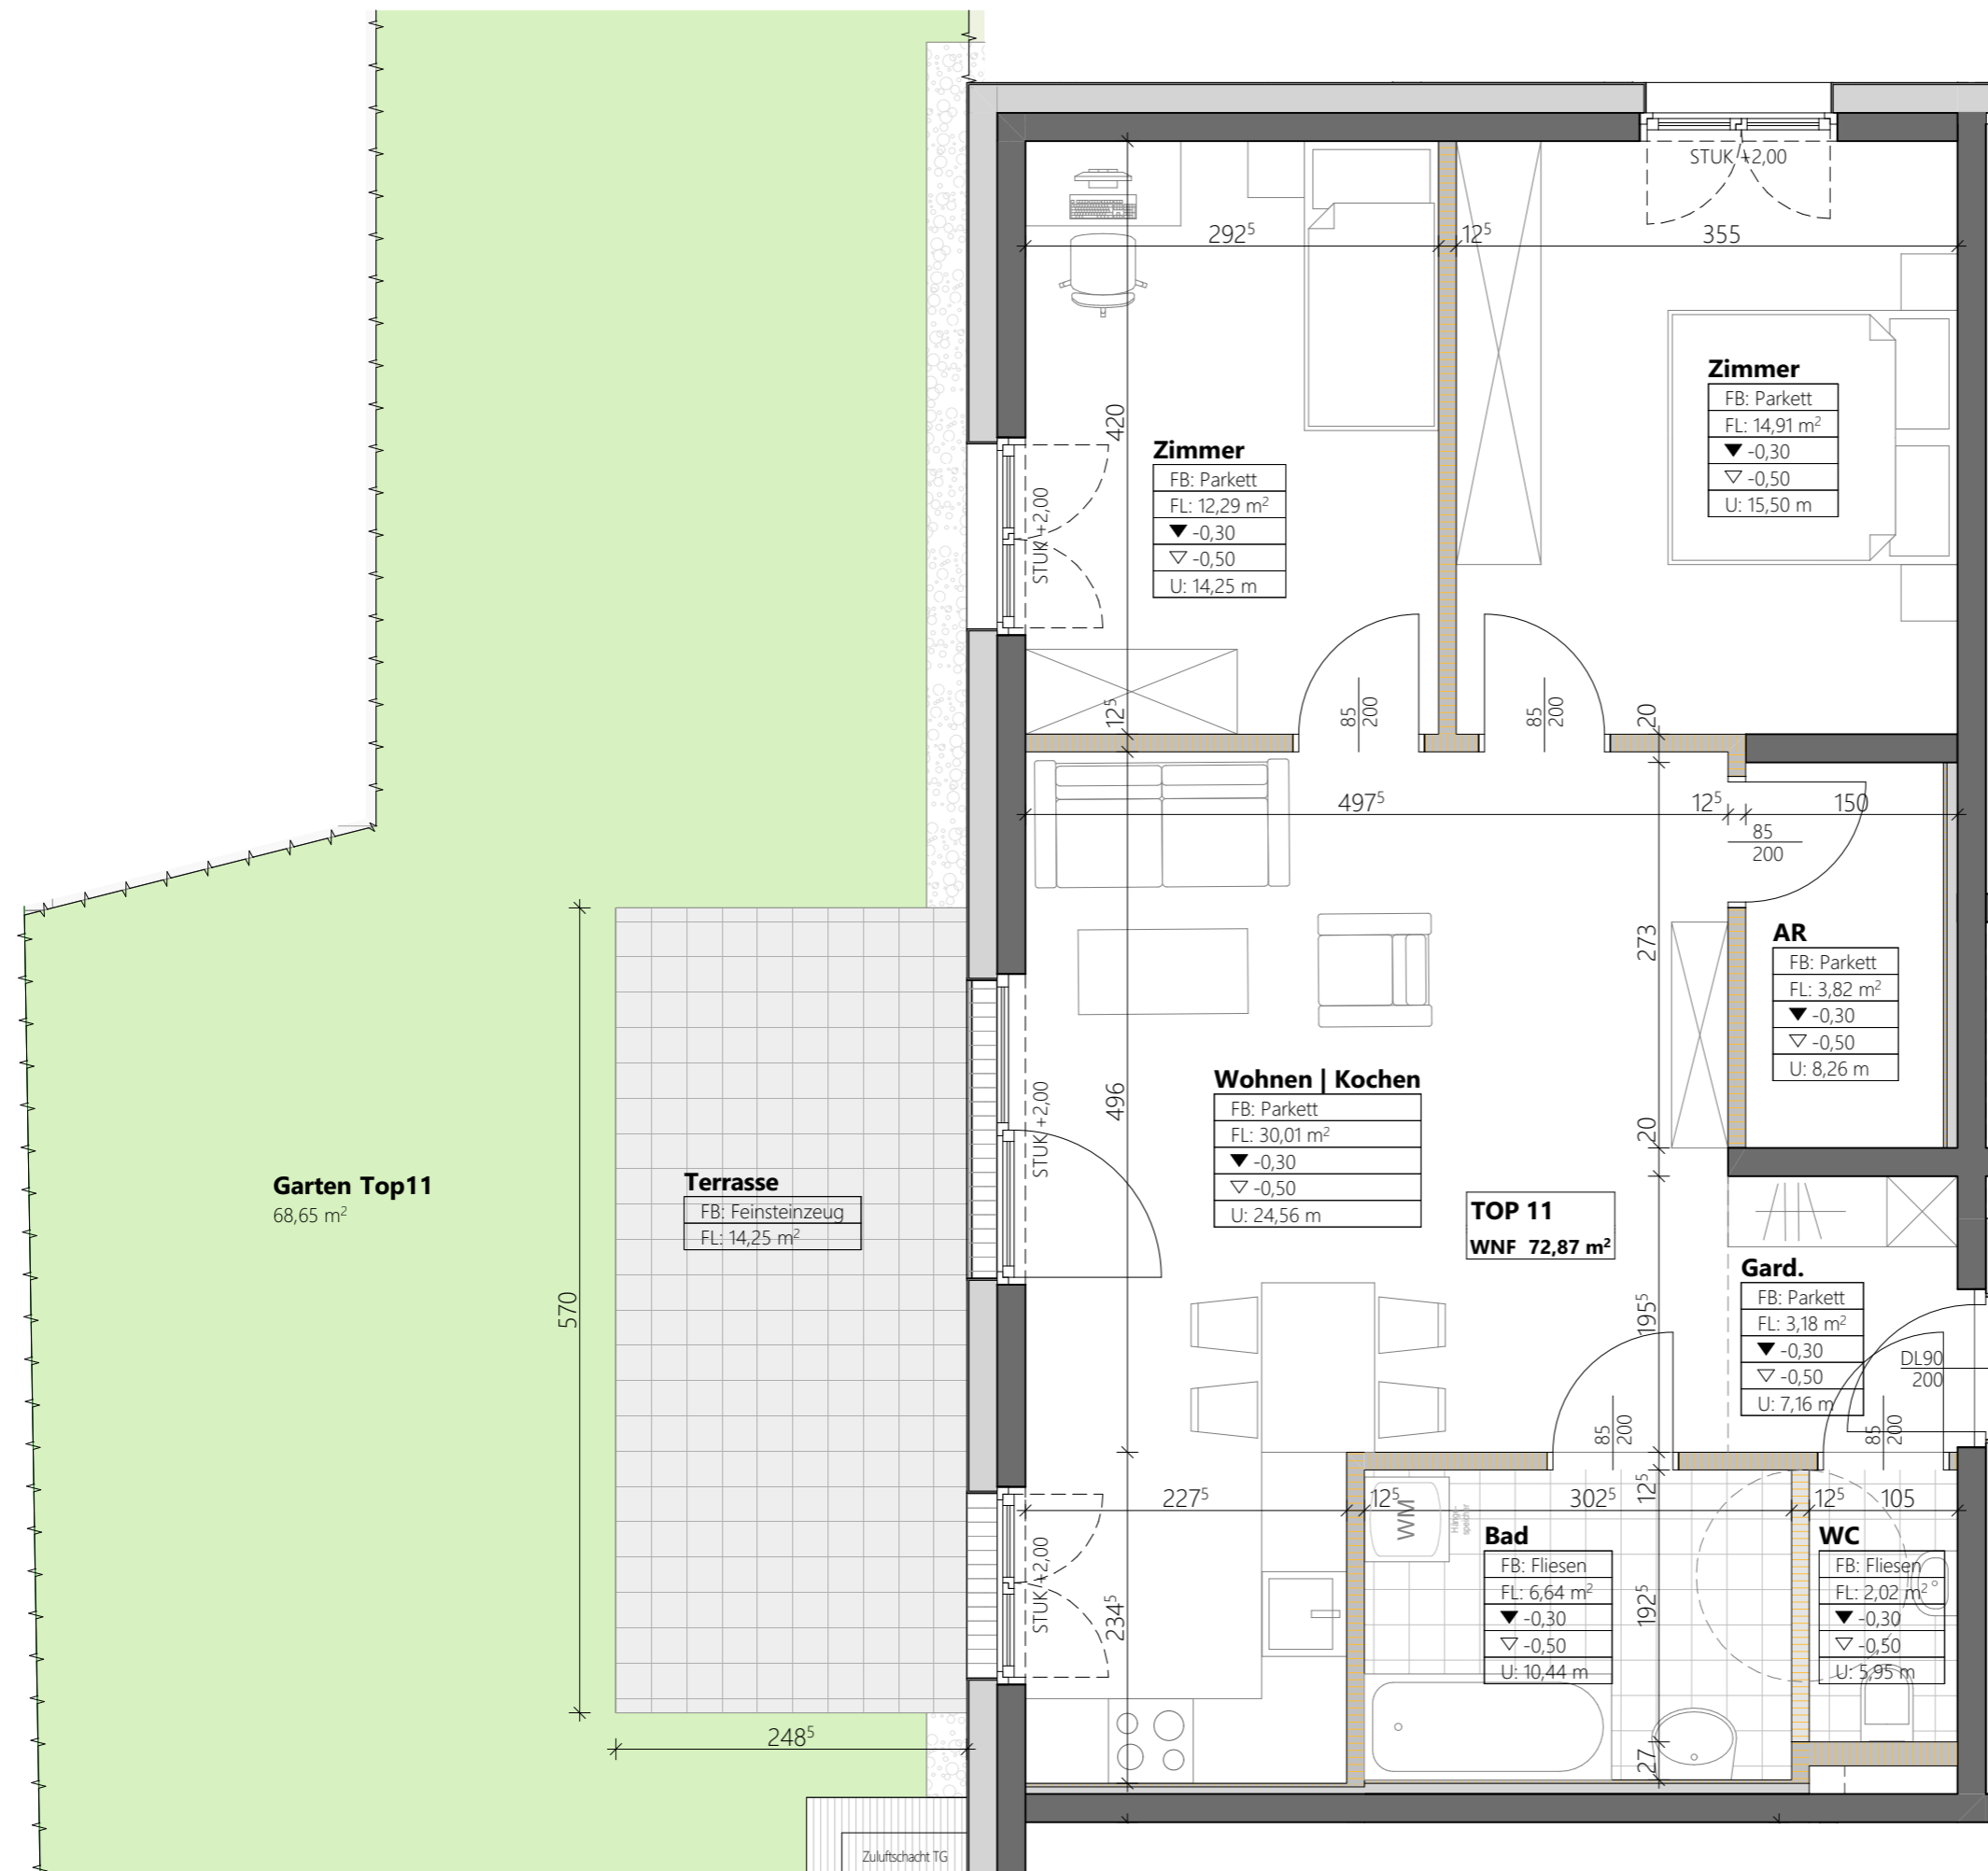 STUK +2,00
292⁵
12⁵
355
Zimmer
FB: Parkett
FL: 14,91 m²
▼ -0,30
▽ -0,50
U: 15,50 m
420
Zimmer
FB: Parkett
FL: 12,29 m²
▼ -0,30
▽ -0,50
U: 14,25 m
STUK +2,00
12⁵
85
200
85
200
20
497⁵
12⁵
150
85
200
273
AR
FB: Parkett
FL: 3,82 m²
▼ -0,30
▽ -0,50
U: 8,26 m
496
STUK +2,00
Wohnen | Kochen
FB: Parkett
FL: 30,01 m²
▼ -0,30
▽ -0,50
U: 24,56 m
20
Garten Top11
68,65 m²
Terrasse
FB: Feinsteinzeug
FL: 14,25 m²
TOP 11
WNF 72,87 m²
570
195⁵
Gard.
FB: Parkett
FL: 3,18 m²
▼ -0,30
▽ -0,50
U: 7,16 m
DL90
200
85
200
85
200
227⁵
12⁵
302⁵
12⁵
12⁵
105
WM
Hänge-
speicher
Bad
FB: Fliesen
FL: 6,64 m²
▼ -0,30
▽ -0,50
U: 10,44 m
WC
FB: Fliesen
FL: 2,02 m²
▼ -0,30
▽ -0,50
U: 5,95 m
STUK +2,00
234⁵
192⁵
27
248⁵
Zuluftschacht TG